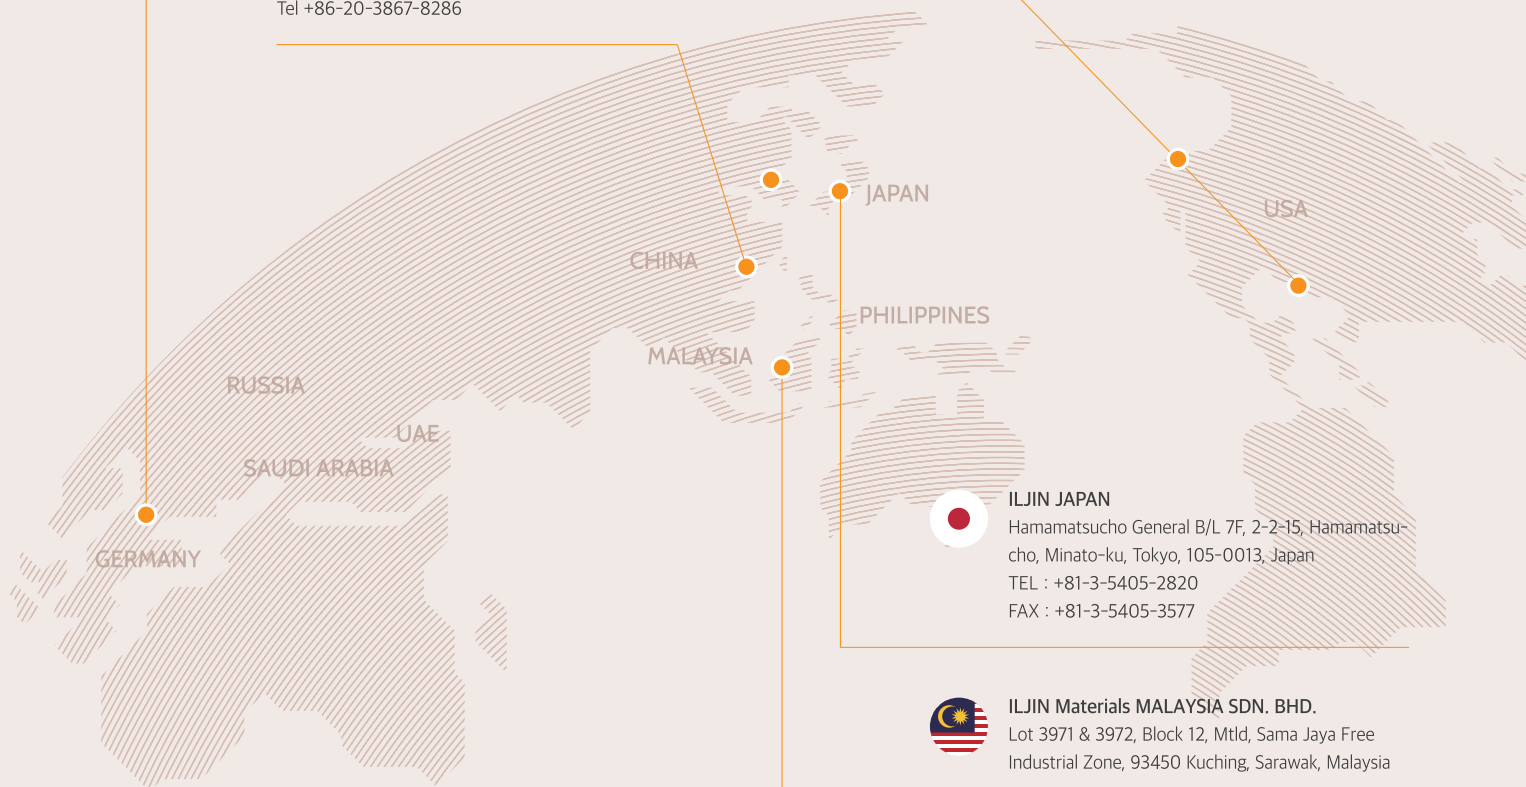 Tel +86-20-3867-8286
JAPAN
USA
CHINA
PHILIPPINES
MALAYSIA
RUSSIA
UAE
SAUDI ARABIA
GERMANY
ILJIN JAPAN
Hamamatsucho General B/L 7F, 2-2-15, Hamamatsu-
cho, Minato-ku, Tokyo, 105-0013, Japan
TEL : +81-3-5405-2820
FAX : +81-3-5405-3577
ILJIN Materials MALAYSIA SDN. BHD.
Lot 3971 & 3972, Block 12, Mtld, Sama Jaya Free
Industrial Zone, 93450 Kuching, Sarawak, Malaysia